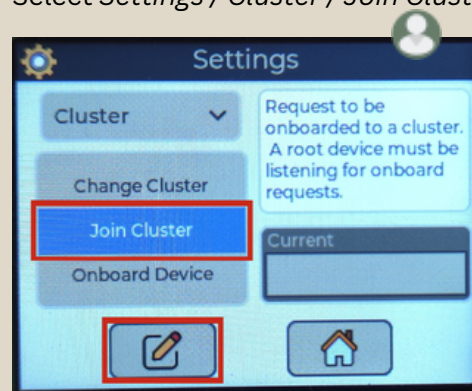 Select Settings / Cluster / Join Clust
Settings
Cluster
Request to be
onboarded to a cluster.
A root device must be
listening for onboard
requests.
Change Cluster
Join Cluster
Onboard Device
Current